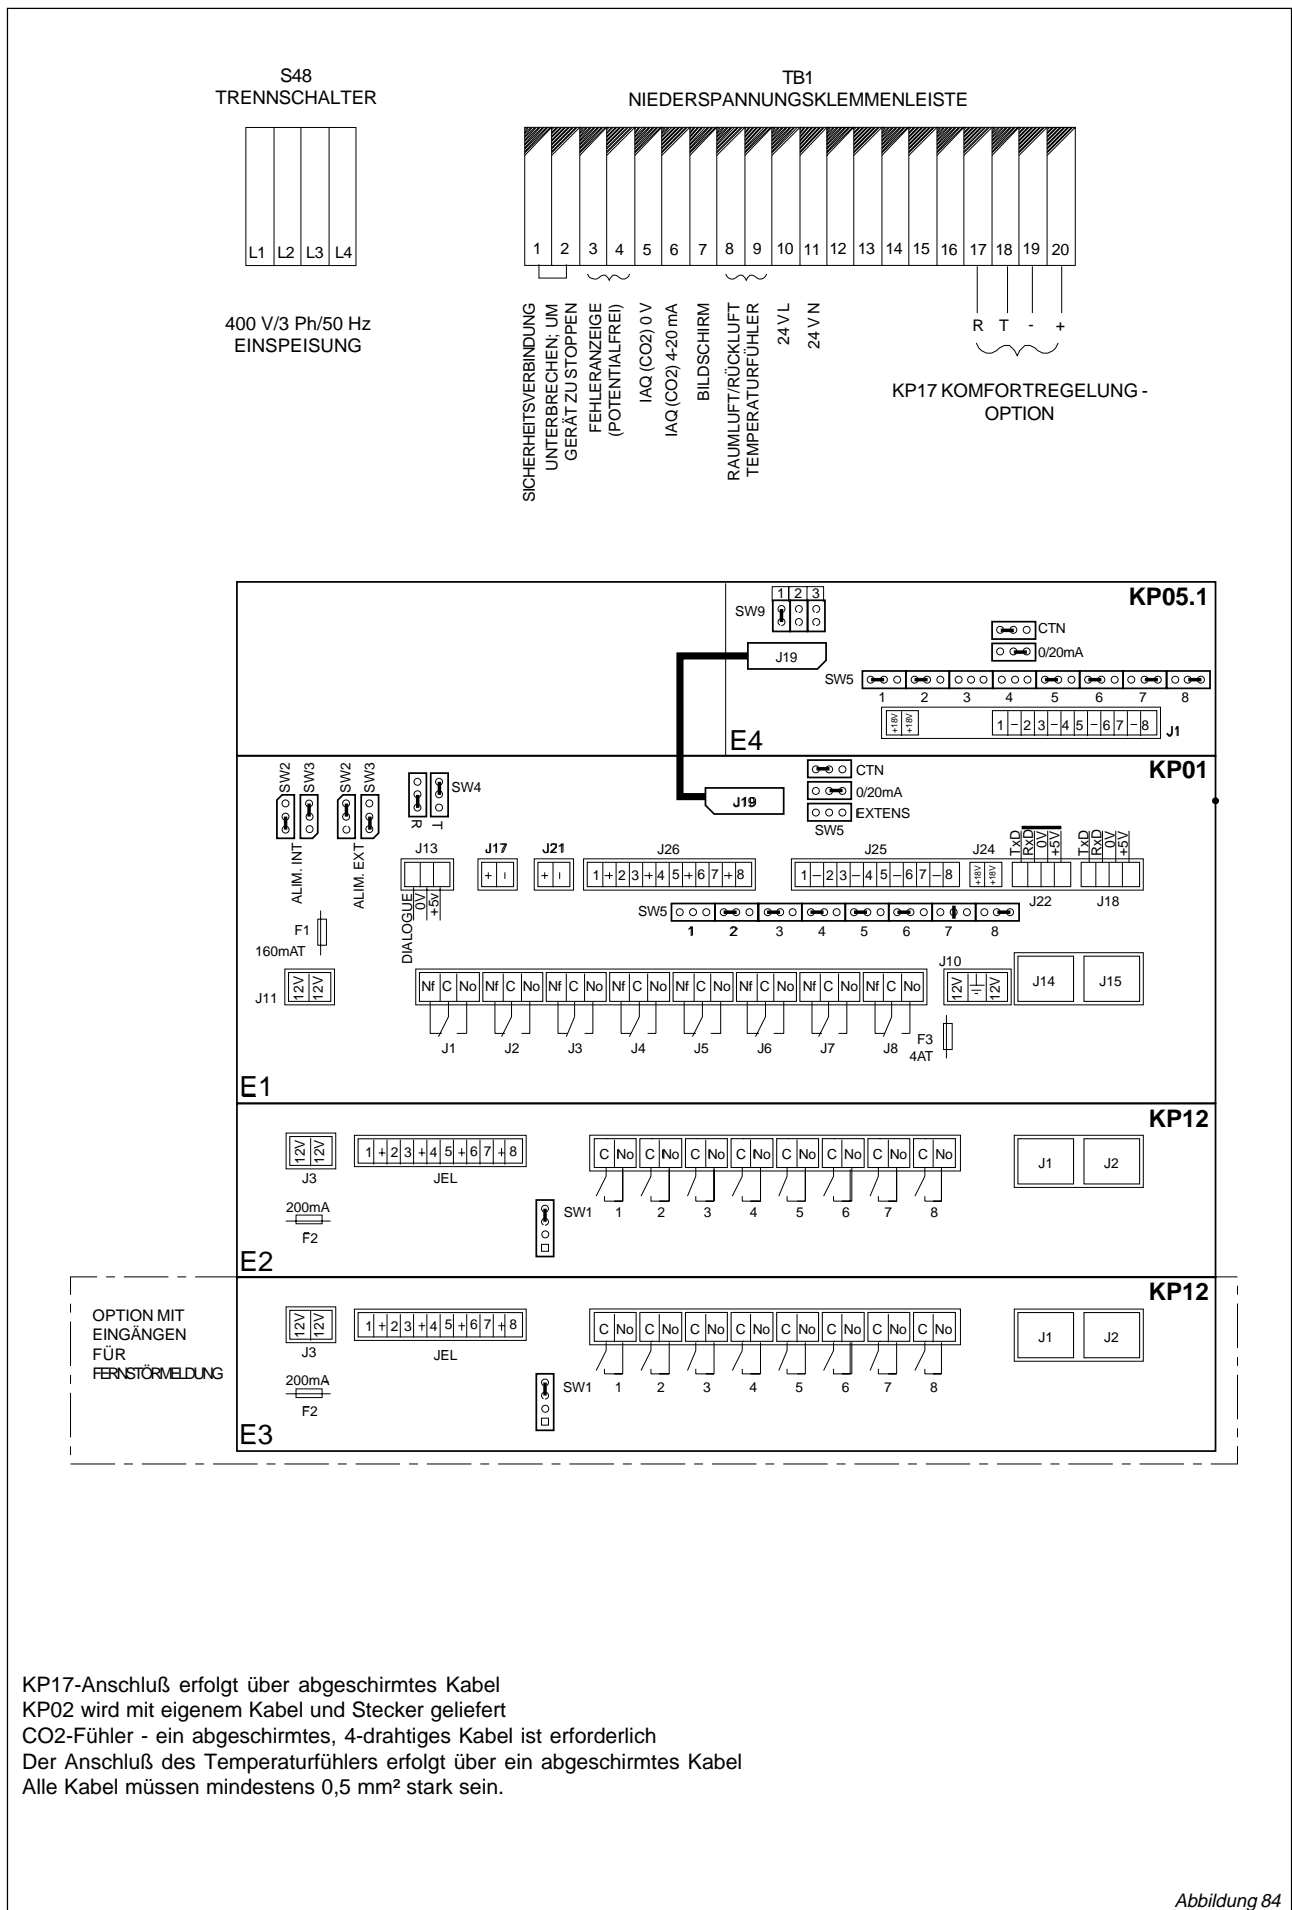 S48
TRENNSCHALTER
TB1
NIEDERSPANNUNGSKLEMMENLEISTE
L1 L2 L3 L4
1 2 3 4 5 6 7 8 9 10 11 12 13 14 15 16 17 18 19 20
400 V/3 Ph/50 Hz
EINSPEISUNG
SICHERHEITSVERBINDUNG
UNTERBRECHEN; UM
GERÄT ZU STOPPEN
FEHLERANZEIGE
(POTENTIALFREI)
IAQ (CO2) 0 V
IAQ (CO2) 4-20 mA
BILDSCHIRM
RAUMLUFT/RÜCKLUFT
TEMPERATURFÜHLER
24 V L
24 V N
R T - +
KP17 KOMFORTREGELUNG -
OPTION
KP05.1
1 2 3
SW9
J19
CTN
0/20mA
SW5
1 2 3 4 5 6 7 8
+18V +18V
1 – 2 3 – 4 5 – 6 7 – 8
J1
E4
KP01
SW2 SW3 SW2 SW3
ALIM. INT
ALIM. EXT
R T
SW4
J19
CTN
0/20mA
EXTENS
SW5
J13
DIALOGUE
0V
+5v
J17
+ –
J21
+ –
J26
1 + 2 3 + 4 5 + 6 7 + 8
J25
1 – 2 3 – 4 5 – 6 7 – 8
J24
+18V +18V
TxD RxD 0V +5V
J22
TxD RxD 0V +5V
J18
SW5
1 2 3 4 5 6 7 8
F1
160mAT
J11
12V 12V
Nf C No Nf C No Nf C No Nf C No Nf C No Nf C No Nf C No Nf C No
J1 J2 J3 J4 J5 J6 J7 J8
J10
12V 12V
F3
4AT
J14 J15
E1
KP12
12V 12V
J3
1 + 2 3 + 4 5 + 6 7 + 8
JEL
200mA
F2
SW1
C No C No C No C No C No C No C No C No
1 2 3 4 5 6 7 8
J1 J2
E2
KP12
OPTION MIT
EINGÄNGEN
FÜR
FERNSTÖRMELDUNG
12V 12V
J3
1 + 2 3 + 4 5 + 6 7 + 8
JEL
200mA
F2
SW1
C No C No C No C No C No C No C No C No
1 2 3 4 5 6 7 8
J1 J2
E3
KP17-Anschluß erfolgt über abgeschirmtes Kabel
KP02 wird mit eigenem Kabel und Stecker geliefert
CO2-Fühler - ein abgeschirmtes, 4-drahtiges Kabel ist erforderlich
Der Anschluß des Temperaturfühlers erfolgt über ein abgeschirmtes Kabel
Alle Kabel müssen mindestens 0,5 mm² stark sein.
Abbildung 84